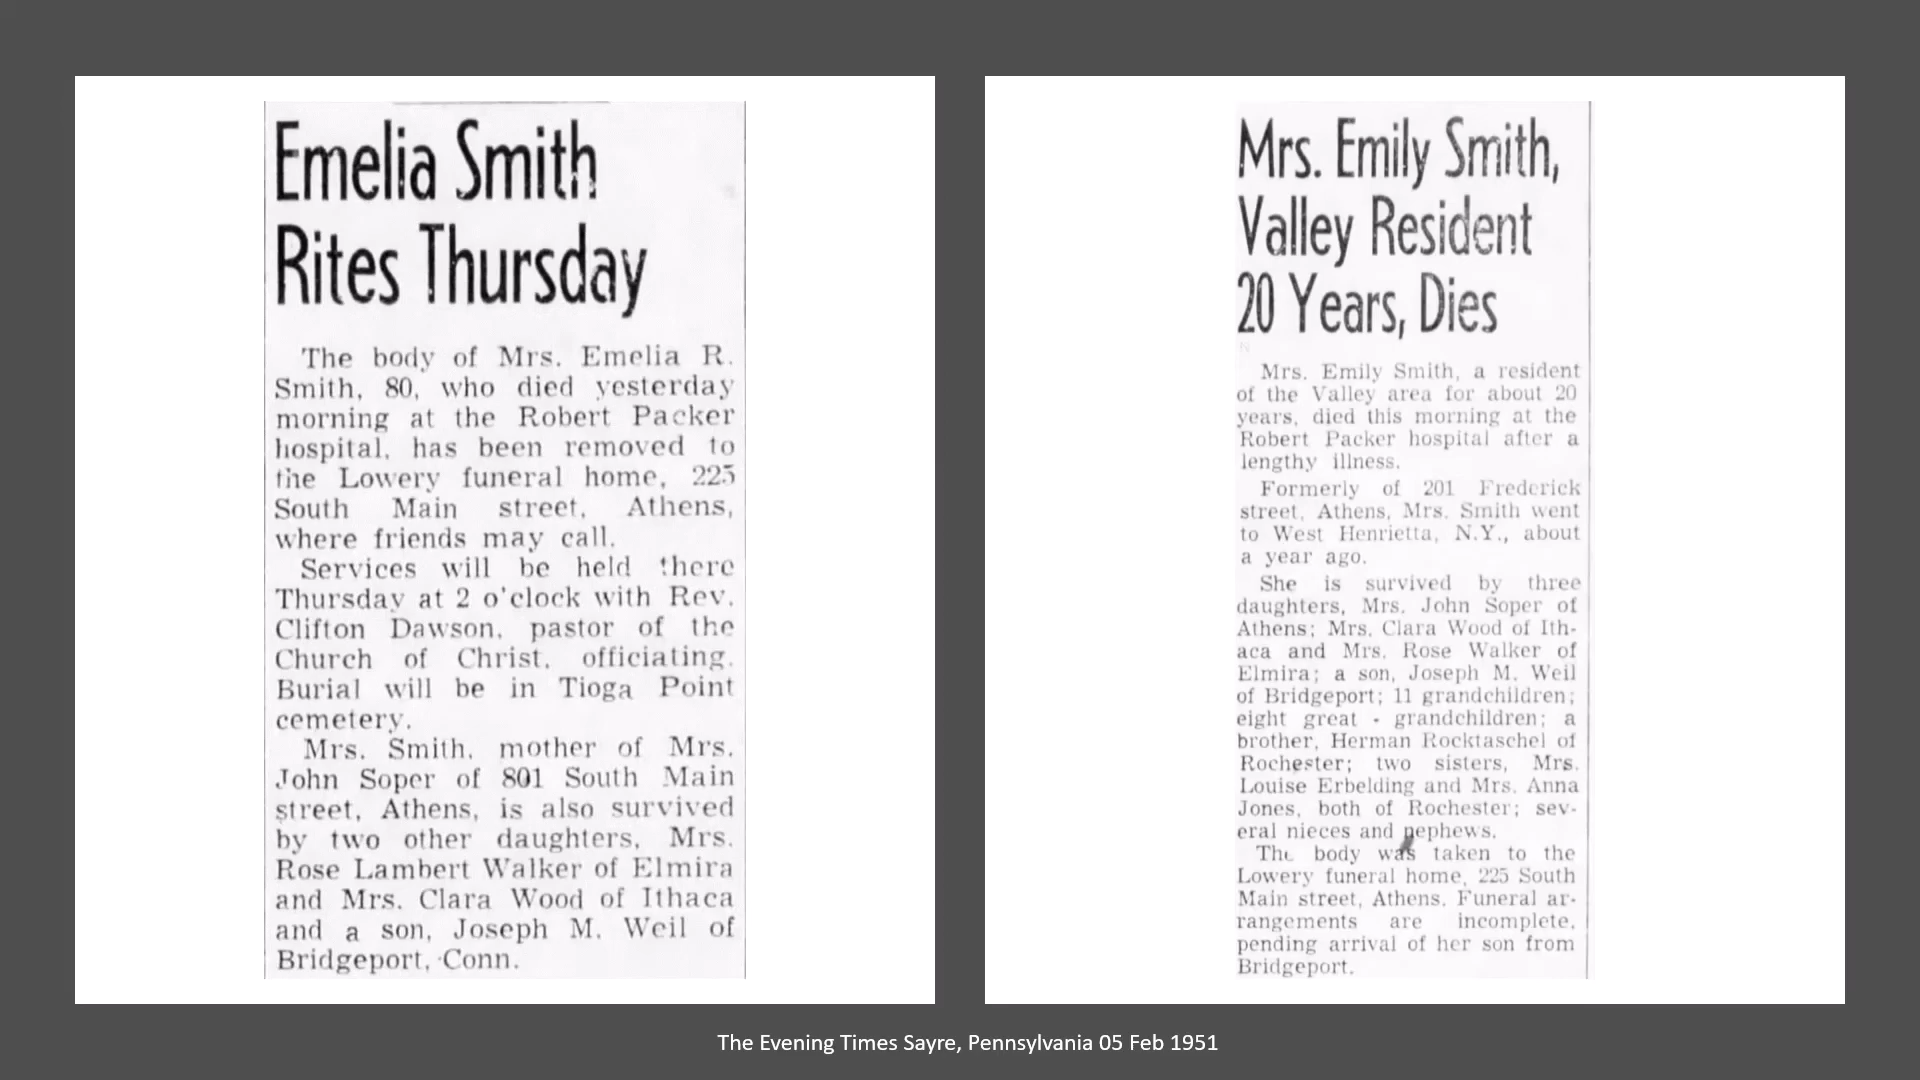 Emelia Smith
Rites Thursday
The body of Mrs. Emelia R.
Smith, 80, who died yesterday
morning at the Robert Packer
hospital, has been removed to
the Lowery funeral home, 225
South Main street, Athens,
where friends may call.
Services will be held there
Thursday at 2 o'clock with Rev.
Clifton Dawson, pastor of the
Church of Christ, officiating.
Burial will be in Tioga Point
cemetery.
Mrs. Smith, mother of Mrs.
John Soper of 801 South Main
street, Athens, is also survived
by two other daughters, Mrs.
Rose Lambert Walker of Elmira
and Mrs. Clara Wood of Ithaca
and a son, Joseph M. Weil of
Bridgeport, Conn.
Mrs. Emily Smith,
Valley Resident
20 Years, Dies
Mrs. Emily Smith, a resident
of the Valley area for about 20
years, died this morning at the
Robert Packer hospital after a
lengthy illness.
Formerly of 201 Frederick
street, Athens, Mrs. Smith went
to West Henrietta, N.Y., about
a year ago.
She is survived by three
daughters, Mrs. John Soper of
Athens; Mrs. Clara Wood of Ith-
aca and Mrs. Rose Walker of
Elmira; a son, Joseph M. Weil
of Bridgeport; 11 grandchildren;
eight great - grandchildren; a
brother, Herman Rocktaschel of
Rochester; two sisters, Mrs.
Louise Erbelding and Mrs. Anna
Jones, both of Rochester; sev-
eral nieces and nephews.
The body was taken to the
Lowery funeral home, 225 South
Main street, Athens. Funeral ar-
rangements are incomplete,
pending arrival of her son from
Bridgeport.
The Evening Times Sayre, Pennsylvania 05 Feb 1951